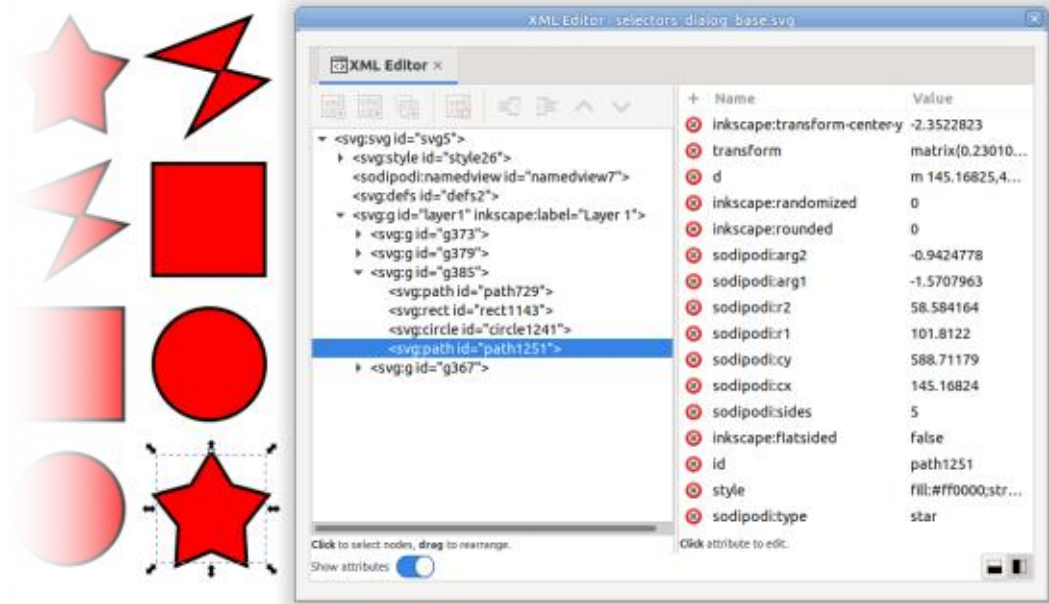 XML Editor - selectors_dialog_base.svg
XML Editor ×
<svg:svg id="svg5">
<svg:style id="style26">
<sodipodi:namedview id="namedview7">
<svg:defs id="defs2">
<svg:g id="layer1" inkscape:label="Layer 1">
<svg:g id="g373">
<svg:g id="g379">
<svg:g id="g385">
<svg:path id="path729">
<svg:rect id="rect1143">
<svg:circle id="circle1241">
<svg:path id="path1251">
<svg:g id="g367">
Click to select nodes, drag to rearrange.
Show attributes
+ Name Value
inkscape:transform-center-y -2.3522823
transform matrix(0.23010...
d m 145.16825,4...
inkscape:randomized 0
inkscape:rounded 0
sodipodi:arg2 -0.9424778
sodipodi:arg1 -1.5707963
sodipodi:r2 58.584164
sodipodi:r1 101.8122
sodipodi:cy 588.71179
sodipodi:cx 145.16824
sodipodi:sides 5
inkscape:flatsided false
id path1251
style fill:#ff0000;str...
sodipodi:type star
Click attribute to edit.